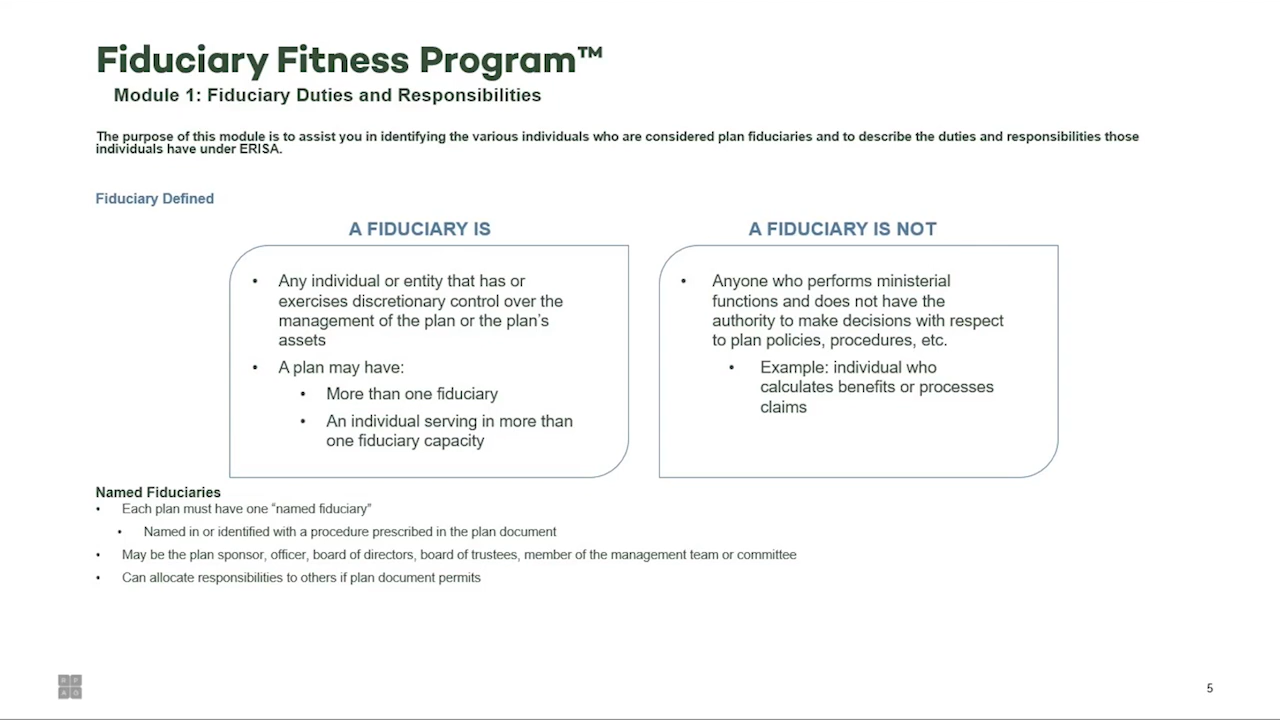 Fiduciary Fitness Program™
Module 1: Fiduciary Duties and Responsibilities
The purpose of this module is to assist you in identifying the various individuals who are considered plan fiduciaries and to describe the duties and responsibilities those
individuals have under ERISA.
Fiduciary Defined
A FIDUCIARY IS
• Any individual or entity that has or
exercises discretionary control over the
management of the plan or the plan's
assets
• A plan may have:
• More than one fiduciary
• An individual serving in more than
one fiduciary capacity
A FIDUCIARY IS NOT
• Anyone who performs ministerial
functions and does not have the
authority to make decisions with respect
to plan policies, procedures, etc.
• Example: individual who
calculates benefits or processes
claims
Named Fiduciaries
• Each plan must have one “named fiduciary”
• Named in or identified with a procedure prescribed in the plan document
• May be the plan sponsor, officer, board of directors, board of trustees, member of the management team or committee
• Can allocate responsibilities to others if plan document permits
R P
A G
5